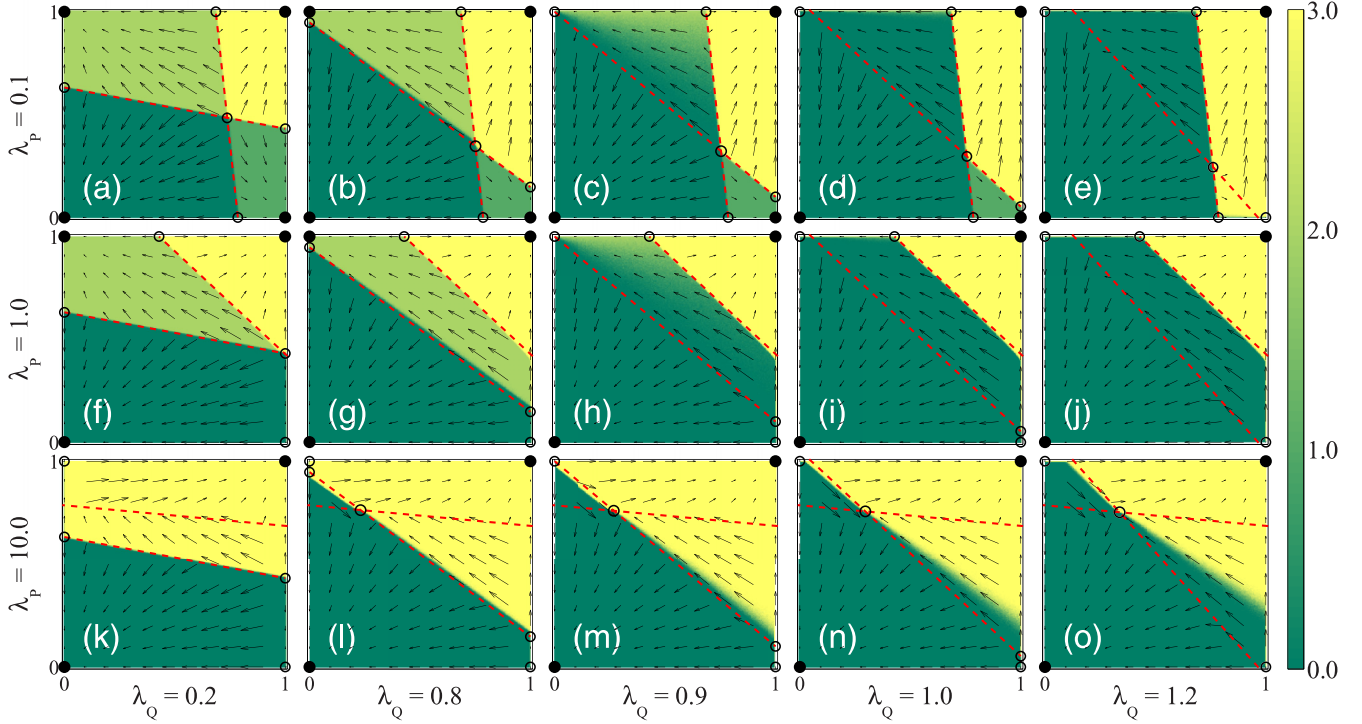 1
3.0
λP = 0.1
(a)
(b)
(c)
(d)
(e)
0
1
2.0
λP = 1.0
(f)
(g)
(h)
(i)
(j)
0
1.0
1
λP = 10.0
(k)
(l)
(m)
(n)
(o)
0
0.0
0 λQ = 0.2 1
0 λQ = 0.8 1
0 λQ = 0.9 1
0 λQ = 1.0 1
0 λQ = 1.2 1